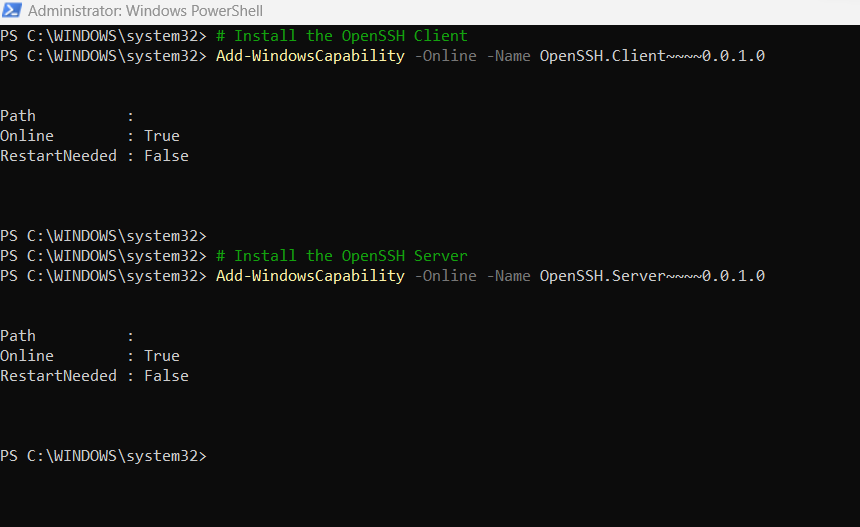 Administrator: Windows PowerShell
PS C:\WINDOWS\system32> # Install the OpenSSH Client
PS C:\WINDOWS\system32> Add-WindowsCapability -Online -Name OpenSSH.Client~~~~0.0.1.0
Path          :
Online        : True
RestartNeeded : False
PS C:\WINDOWS\system32>
PS C:\WINDOWS\system32> # Install the OpenSSH Server
PS C:\WINDOWS\system32> Add-WindowsCapability -Online -Name OpenSSH.Server~~~~0.0.1.0
Path          :
Online        : True
RestartNeeded : False
PS C:\WINDOWS\system32>